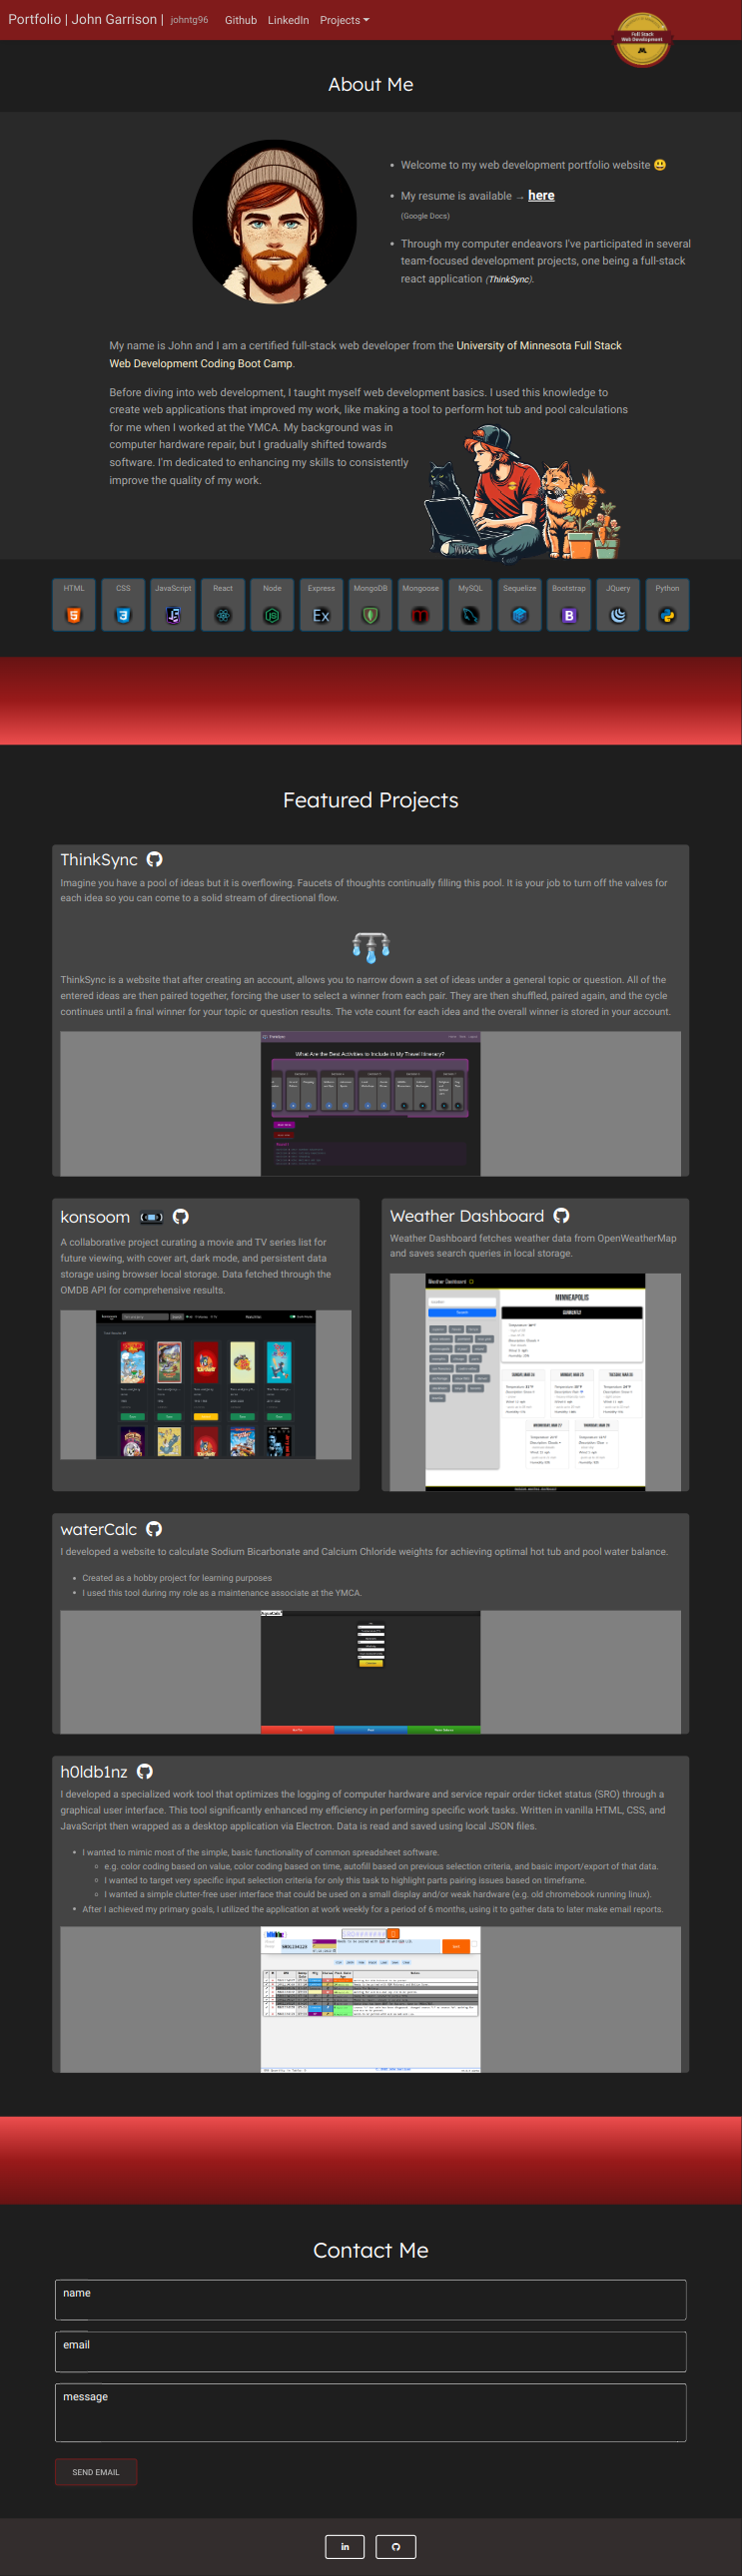 Portfolio | John Garrison | johntg96 Github LinkedIn Projects
Full Stack
Web Development
About Me
Welcome to my web development portfolio website 😃
My resume is available → here
(Google Docs)
Through my computer endeavors I've participated in several
team-focused development projects, one being a full-stack
react application (ThinkSync).
My name is John and I am a certified full-stack web developer from the University of Minnesota Full Stack
Web Development Coding Boot Camp.
Before diving into web development, I taught myself web development basics. I used this knowledge to
create web applications that improved my work, like making a tool to perform hot tub and pool calculations
for me when I worked at the YMCA. My background was in
computer hardware repair, but I gradually shifted towards
software. I'm dedicated to enhancing my skills to consistently
improve the quality of my work.
HTML CSS JavaScript React Node Express MongoDB Mongoose MySQL Sequelize Bootstrap JQuery Python
Ex
B
Featured Projects
ThinkSync
Imagine you have a pool of ideas but it is overflowing. Faucets of thoughts continually filling this pool. It is your job to turn off the valves for
each idea so you can come to a solid stream of directional flow.
ThinkSync is a website that after creating an account, allows you to narrow down a set of ideas under a general topic or question. All of the
entered ideas are then paired together, forcing the user to select a winner from each pair. They are then shuffled, paired again, and the cycle
continues until a final winner for your topic or question results. The vote count for each idea and the overall winner is stored in your account.
What Are the Best Activities to Include in My Travel Itinerary?
konsoom
A collaborative project curating a movie and TV series list for
future viewing, with cover art, dark mode, and persistent data
storage using browser local storage. Data fetched through the
OMDB API for comprehensive results.
Weather Dashboard
Weather Dashboard fetches weather data from OpenWeatherMap
and saves search queries in local storage.
Weather Dashboard
MINNEAPOLIS
waterCalc
I developed a website to calculate Sodium Bicarbonate and Calcium Chloride weights for achieving optimal hot tub and pool water balance.
Created as a hobby project for learning purposes
I used this tool during my role as a maintenance associate at the YMCA.
h0ldb1nz
I developed a specialized work tool that optimizes the logging of computer hardware and service repair order ticket status (SRO) through a
graphical user interface. This tool significantly enhanced my efficiency in performing specific work tasks. Written in vanilla HTML, CSS, and
JavaScript then wrapped as a desktop application via Electron. Data is read and saved using local JSON files.
I wanted to mimic most of the simple, basic functionality of common spreadsheet software.
e.g. color coding based on value, color coding based on time, autofill based on previous selection criteria, and basic import/export of that data.
I wanted to target very specific input selection criteria for only this task to highlight parts pairing issues based on timeframe.
I wanted a simple clutter-free user interface that could be used on a small display and/or weak hardware (e.g. old chromebook running linux).
After I achieved my primary goals, I utilized the application at work weekly for a period of 6 months, using it to gather data to later make email reports.
Contact Me
name
email
message
SEND EMAIL
in